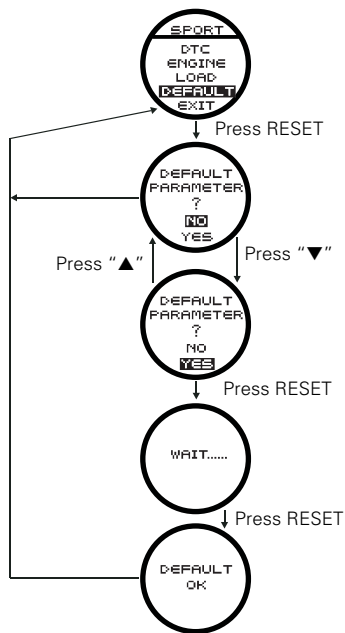 SPORT
DTC
ENGINE
LOAD
DEFAULT
EXIT
Press RESET
DEFAULT
PARAMETER
?
NO
YES
Press “▲”
Press “▼”
DEFAULT
PARAMETER
?
NO
YES
Press RESET
WAIT......
Press RESET
DEFAULT
OK